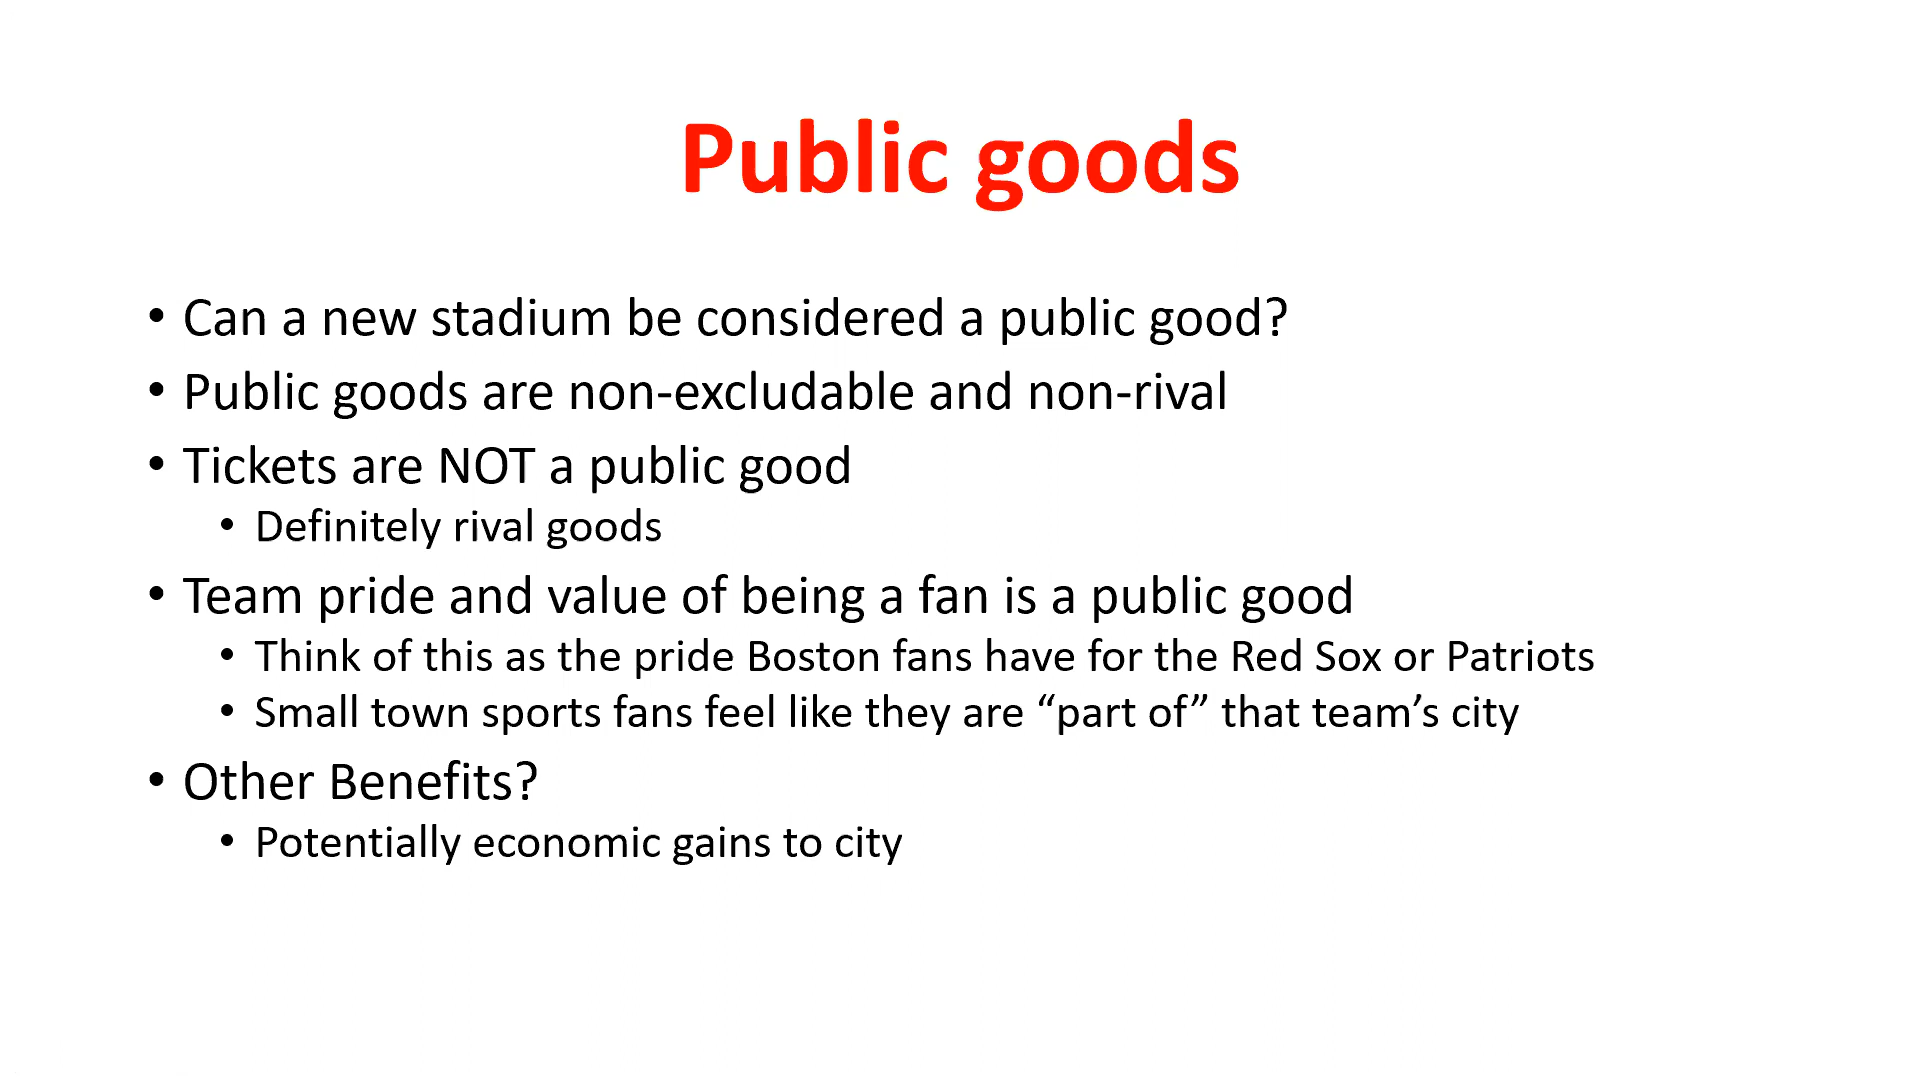 Public goods
• Can a new stadium be considered a public good?
• Public goods are non-excludable and non-rival
• Tickets are NOT a public good
• Definitely rival goods
• Team pride and value of being a fan is a public good
• Think of this as the pride Boston fans have for the Red Sox or Patriots
• Small town sports fans feel like they are “part of” that team’s city
• Other Benefits?
• Potentially economic gains to city